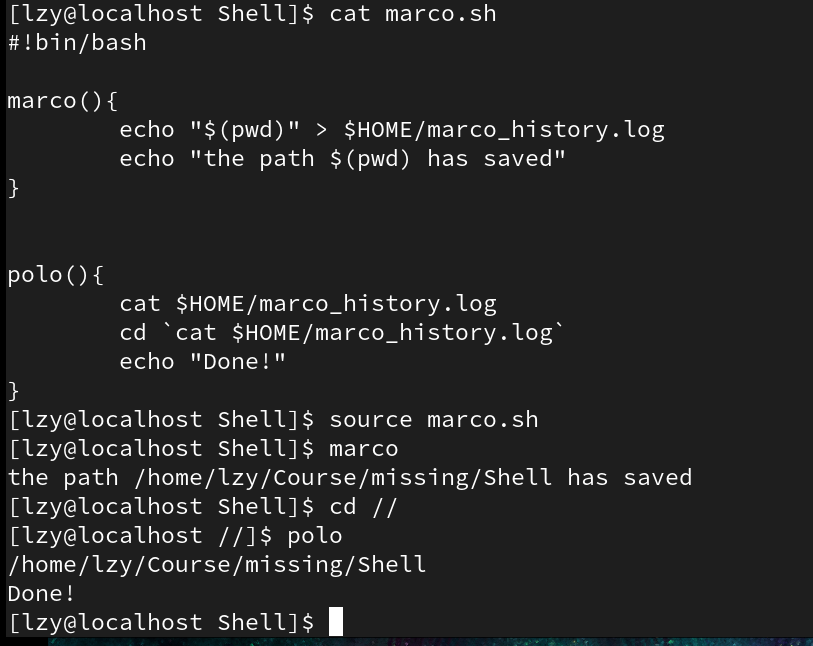 [lzy@localhost Shell]$ cat marco.sh
#!bin/bash
marco(){
        echo "$(pwd)" > $HOME/marco_history.log
        echo "the path $(pwd) has saved"
}
polo(){
        cat $HOME/marco_history.log
        cd `cat $HOME/marco_history.log`
        echo "Done!"
}
[lzy@localhost Shell]$ source marco.sh
[lzy@localhost Shell]$ marco
the path /home/lzy/Course/missing/Shell has saved
[lzy@localhost Shell]$ cd //
[lzy@localhost //]$ polo
/home/lzy/Course/missing/Shell
Done!
[lzy@localhost Shell]$